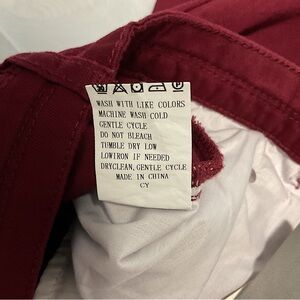 WASH WITH LIKE COLORS
MACHINE WASH COLD
GENTLE CYCLE
DO NOT BLEACH
TUMBLE DRY LOW
LOWIRON IF NEEDED
DRYCLEAN, GENTLE CYCLE
MADE IN CHINA
CY